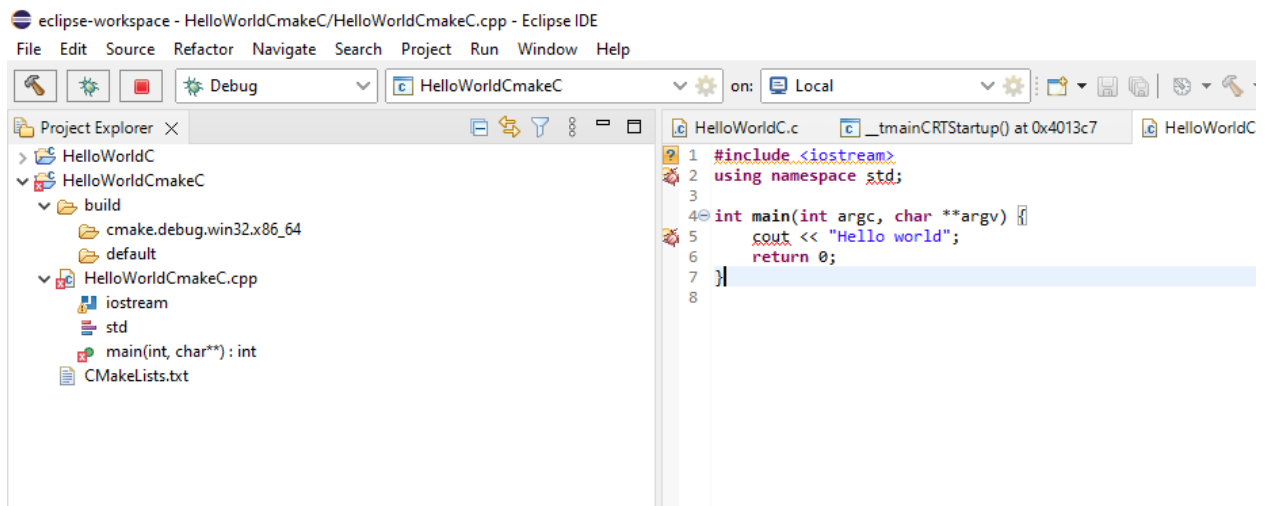 eclipse-workspace - HelloWorldCmakeC/HelloWorldCmakeC.cpp - Eclipse IDE
File Edit Source Refactor Navigate Search Project Run Window Help
Debug HelloWorldCmakeC on: Local
Project Explorer
HelloWorldC
HelloWorldCmakeC
build
cmake.debug.win32.x86_64
default
HelloWorldCmakeC.cpp
iostream
std
main(int, char**) : int
CMakeLists.txt
HelloWorldC.c __tmainCRTStartup() at 0x4013c7 HelloWorldC
1 #include <iostream>
2 using namespace std;
3
4 int main(int argc, char **argv) {
5 cout << "Hello world";
6 return 0;
7 }
8